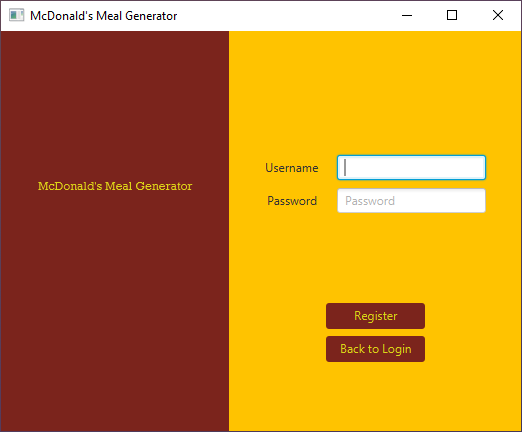 McDonald's Meal Generator
McDonald's Meal Generator
Username
Password
Password
Register
Back to Login